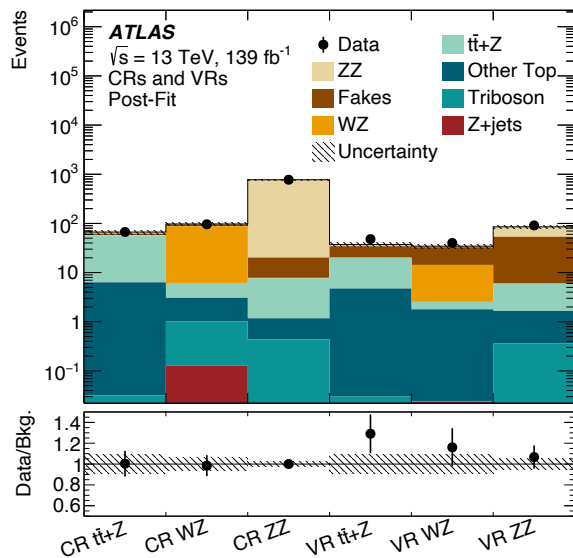 Events
10⁶
10⁵
10⁴
10³
10²
10
1
10⁻¹
ATLAS
√s = 13 TeV, 139 fb⁻¹
CRs and VRs
Post-Fit
Data
ZZ
Fakes
WZ
Uncertainty
tt̄+Z
Other Top
Triboson
Z+jets
Data/Bkg.
1.4
1.2
1.0
0.8
0.6
CR tt̄+Z
CR WZ
CR ZZ
VR tt̄+Z
VR WZ
VR ZZ